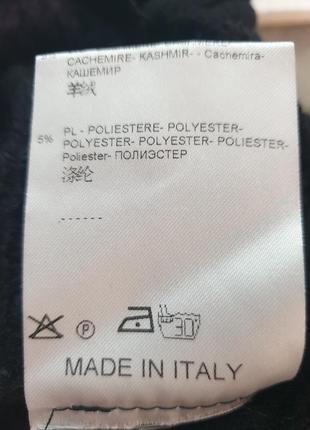 CACHEMIRE- KASHMIR- - Cachemira-
КАШЕМИР
羊绒
5% PL - POLIESTERE- POLYESTER-
POLYESTER- POLYESTER- POLIESTER-
Poliester- ПОЛИЭСТЕР
涤纶
------
P 30°
MADE IN ITALY